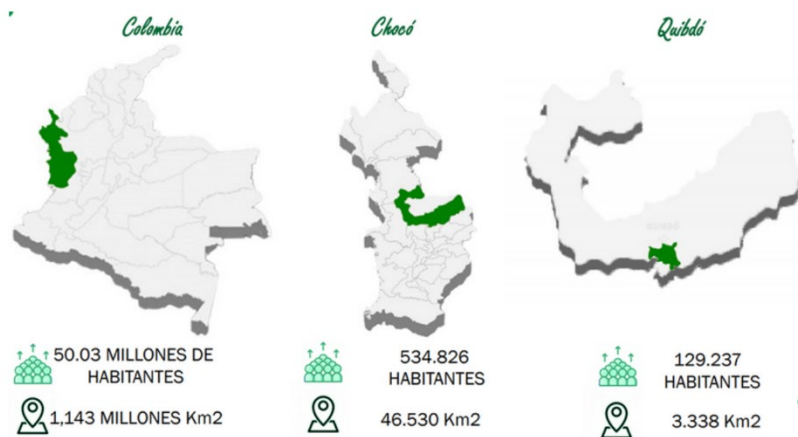 Colombia
Chocó
Quibdó
50.03 MILLONES DE
HABITANTES
1,143 MILLONES Km2
534.826
HABITANTES
46.530 Km2
129.237
HABITANTES
3.338 Km2